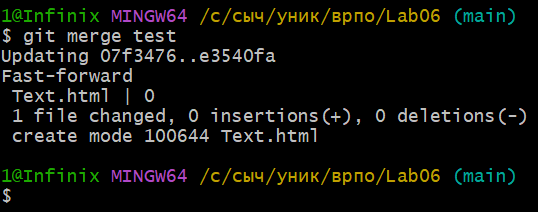 1@Infinix MINGW64 /c/сыч/уник/врпо/Lab06 (main)
$ git merge test
Updating 07f3476..e3540fa
Fast-forward
 Text.html | 0
 1 file changed, 0 insertions(+), 0 deletions(-)
 create mode 100644 Text.html
1@Infinix MINGW64 /c/сыч/уник/врпо/Lab06 (main)
$